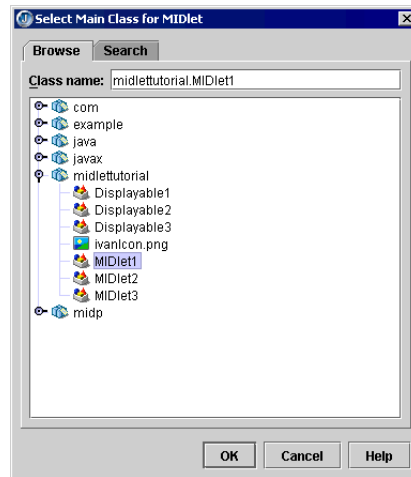 Select Main Class for MIDlet
Browse Search
Class name: midlettutorial.MIDlet1
com
example
java
javax
midlettutorial
Displayable1
Displayable2
Displayable3
ivanIcon.png
MIDlet1
MIDlet2
MIDlet3
midp
OK Cancel Help